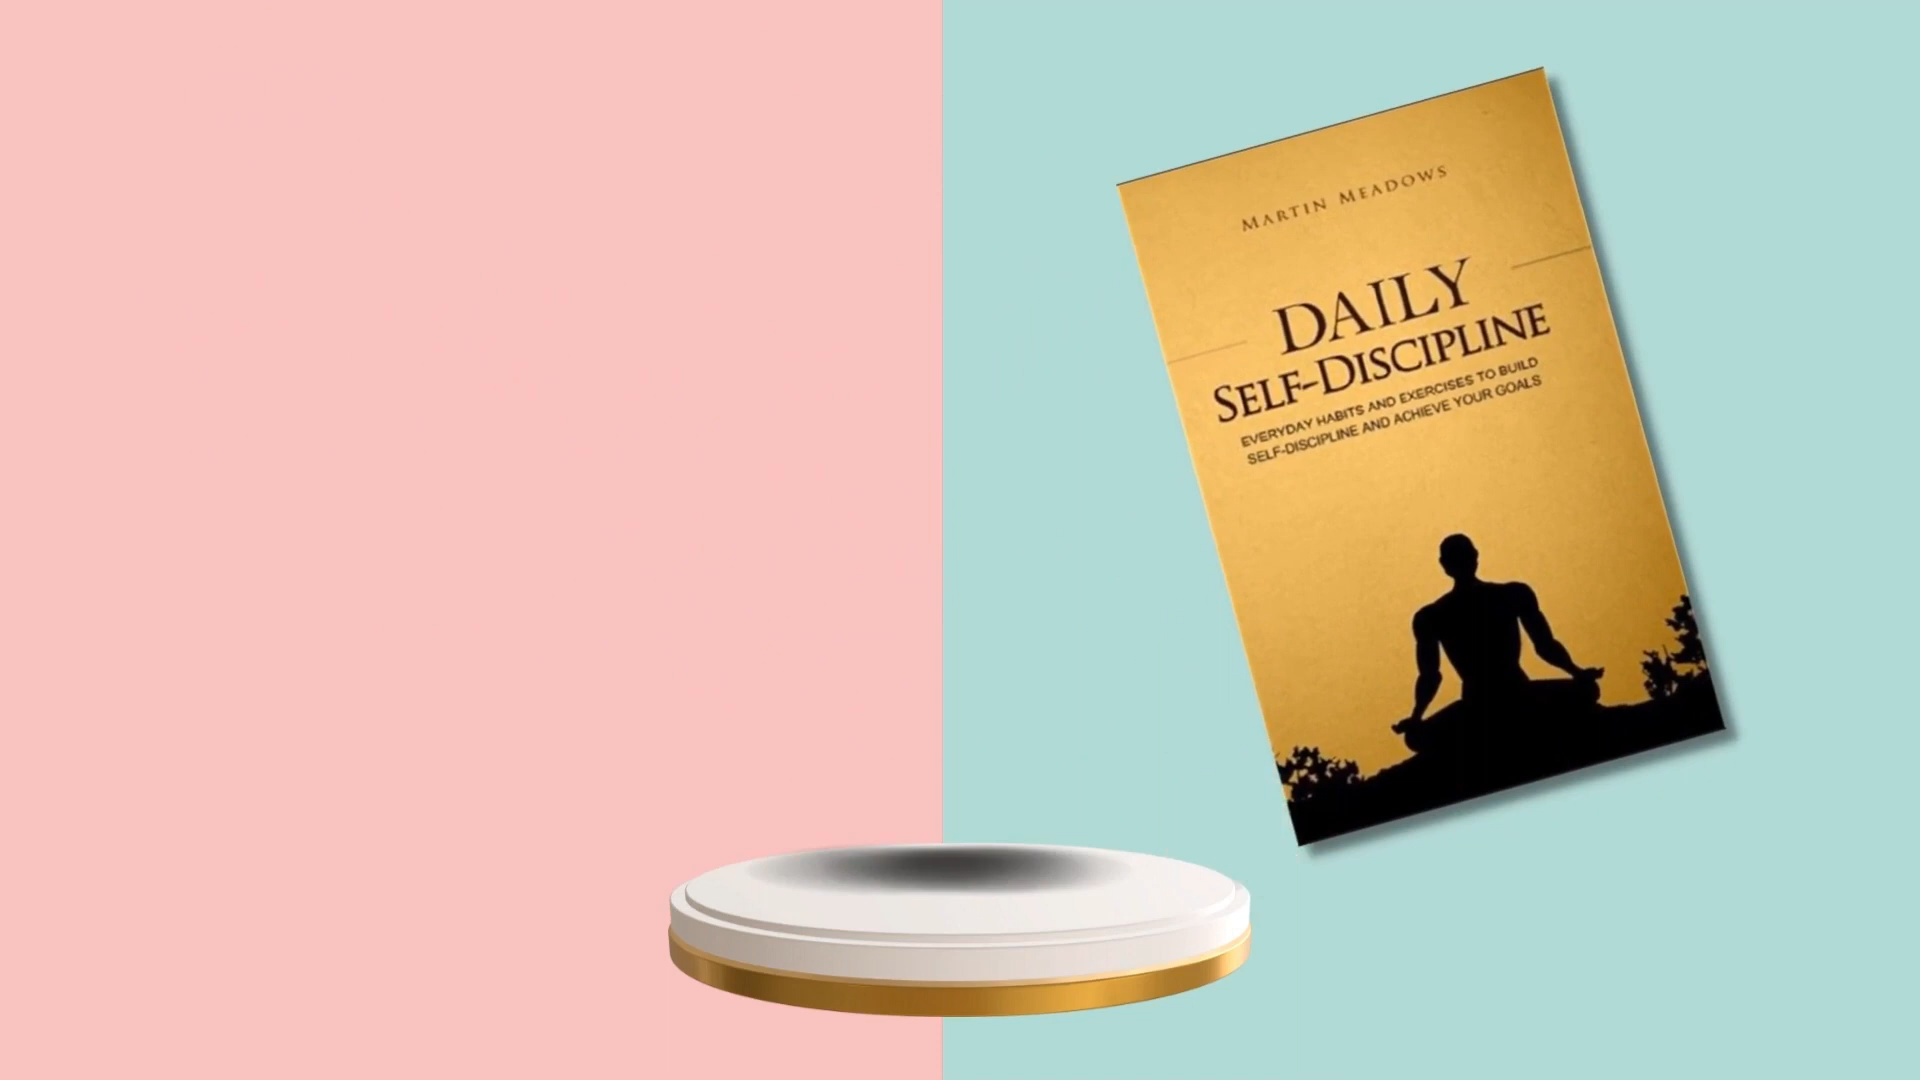 MARTIN MEADOWS
DAILY
SELF-DISCIPLINE
EVERYDAY HABITS AND EXERCISES TO BUILD
SELF-DISCIPLINE AND ACHIEVE YOUR GOALS